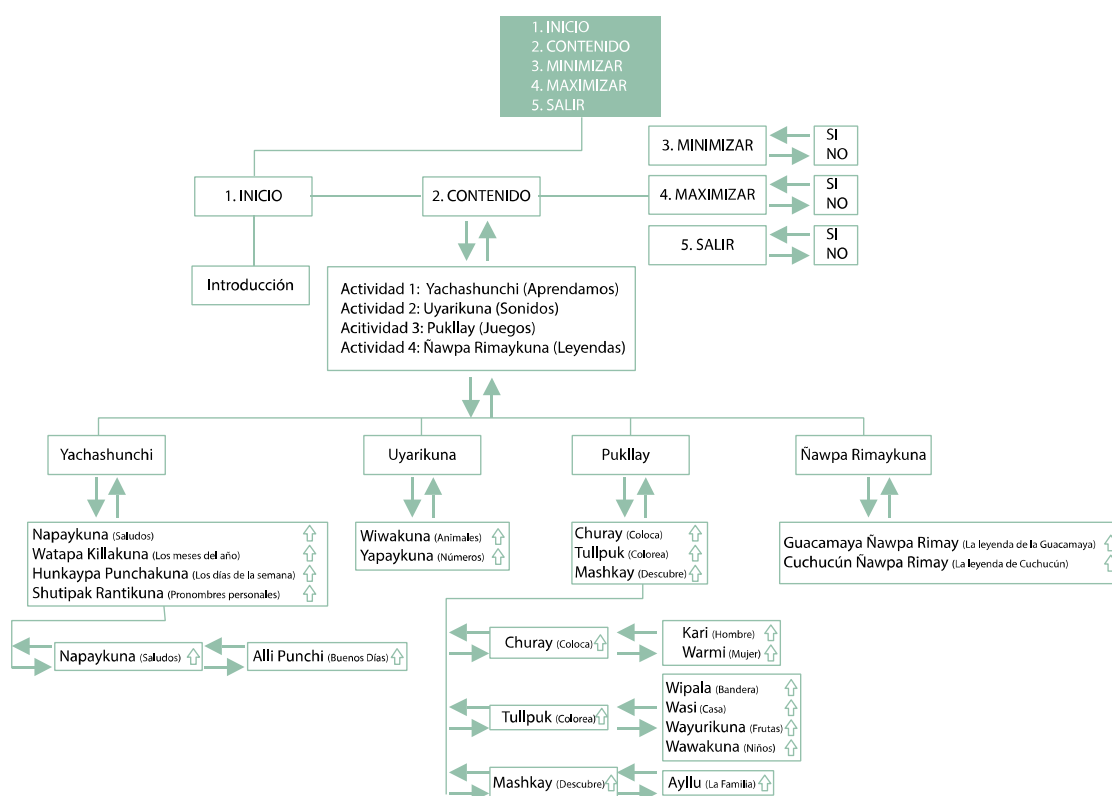 1. INICIO
2. CONTENIDO
3. MINIMIZAR
4. MAXIMIZAR
5. SALIR
3. MINIMIZAR
SI
NO
1. INICIO
2. CONTENIDO
4. MAXIMIZAR
SI
NO
5. SALIR
SI
NO
Introducción
Actividad 1: Yachashunchi (Aprendamos)
Actividad 2: Uyarikuna (Sonidos)
Acitividad 3: Pukllay (Juegos)
Actividad 4: Ñawpa Rimaykuna (Leyendas)
Yachashunchi
Uyarikuna
Pukllay
Ñawpa Rimaykuna
Napaykuna (Saludos)
Watapa Killakuna (Los meses del año)
Hunkaypa Punchakuna (Los días de la semana)
Shutipak Rantikuna (Pronombres personales)
Wiwakuna (Animales)
Yapaykuna (Números)
Churay (Coloca)
Tullpuk (Colorea)
Mashkay (Descubre)
Guacamaya Ñawpa Rimay (La leyenda de la Guacamaya)
Cuchucún Ñawpa Rimay (La leyenda de Cuchucún)
Napaykuna (Saludos)
Alli Punchi (Buenos Días)
Churay (Coloca)
Kari (Hombre)
Warmi (Mujer)
Tullpuk (Colorea)
Wipala (Bandera)
Wasi (Casa)
Wayurikuna (Frutas)
Wawakuna (Niños)
Mashkay (Descubre)
Ayllu (La Familia)